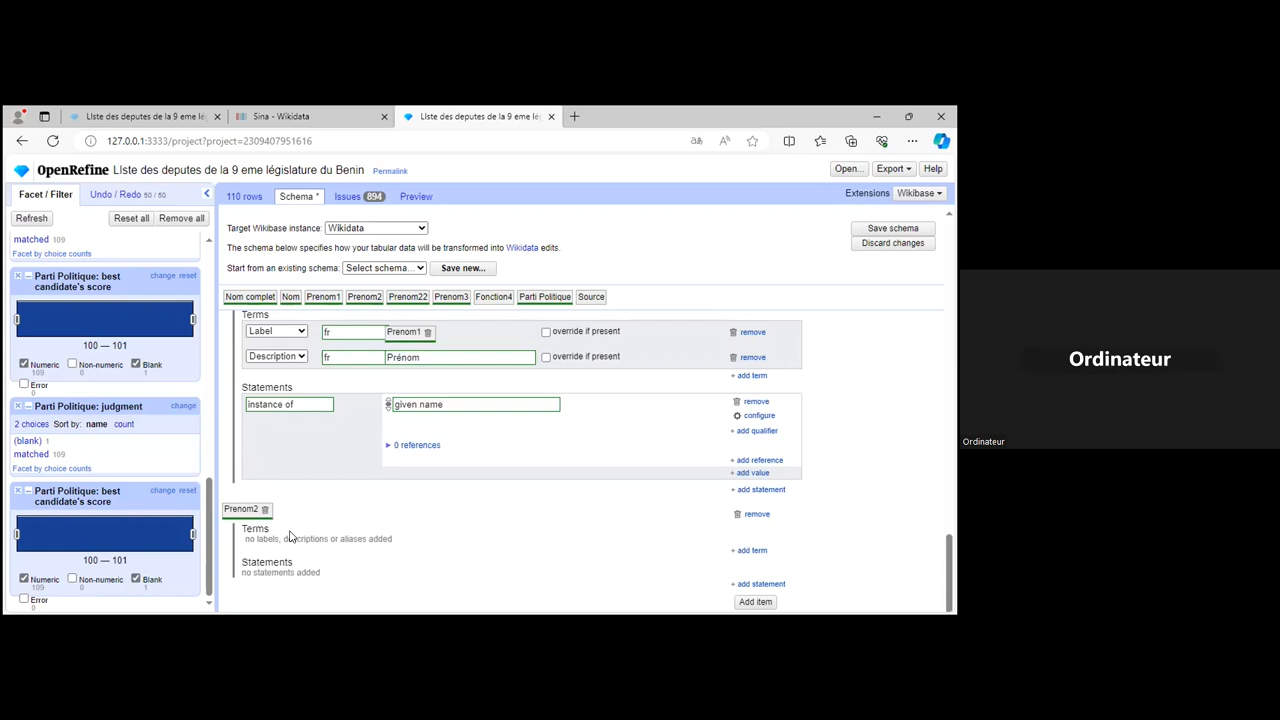 LIste des deputes de la 9 eme lég
Sina - Wikidata
LIste des deputes de la 9 eme lég
127.0.0.1:3333/project?project=2309407951616
OpenRefine LIste des deputes de la 9 eme législature du Benin Permalink
Open... Export Help
Facet / Filter Undo / Redo 50 / 50
110 rows Schema * Issues 894 Preview
Extensions Wikibase
Refresh Reset all Remove all
matched 109
Facet by choice counts
Parti Politique: best candidate's score change reset
100 — 101
Numeric 109 Non-numeric 0 Blank 1
Error 0
Parti Politique: judgment change
2 choices Sort by: name count
(blank) 1
matched 109
Facet by choice counts
Parti Politique: best candidate's score change reset
100 — 101
Numeric 109 Non-numeric 0 Blank 1
Error 0
Target Wikibase instance: Wikidata
Save schema
Discard changes
The schema below specifies how your tabular data will be transformed into Wikidata edits.
Start from an existing schema: Select schema... Save new...
Nom complet Nom Prenom1 Prenom2 Prenom22 Prenom3 Fonction4 Parti Politique Source
Terms
Label fr Prenom1 override if present remove
Description fr Prénom override if present remove
+ add term
Statements
instance of given name remove
configure
+ add qualifier
0 references
+ add reference
+ add value
+ add statement
Prenom2 remove
Terms
no labels, descriptions or aliases added
+ add term
Statements
no statements added
+ add statement
Add item
Ordinateur
Ordinateur